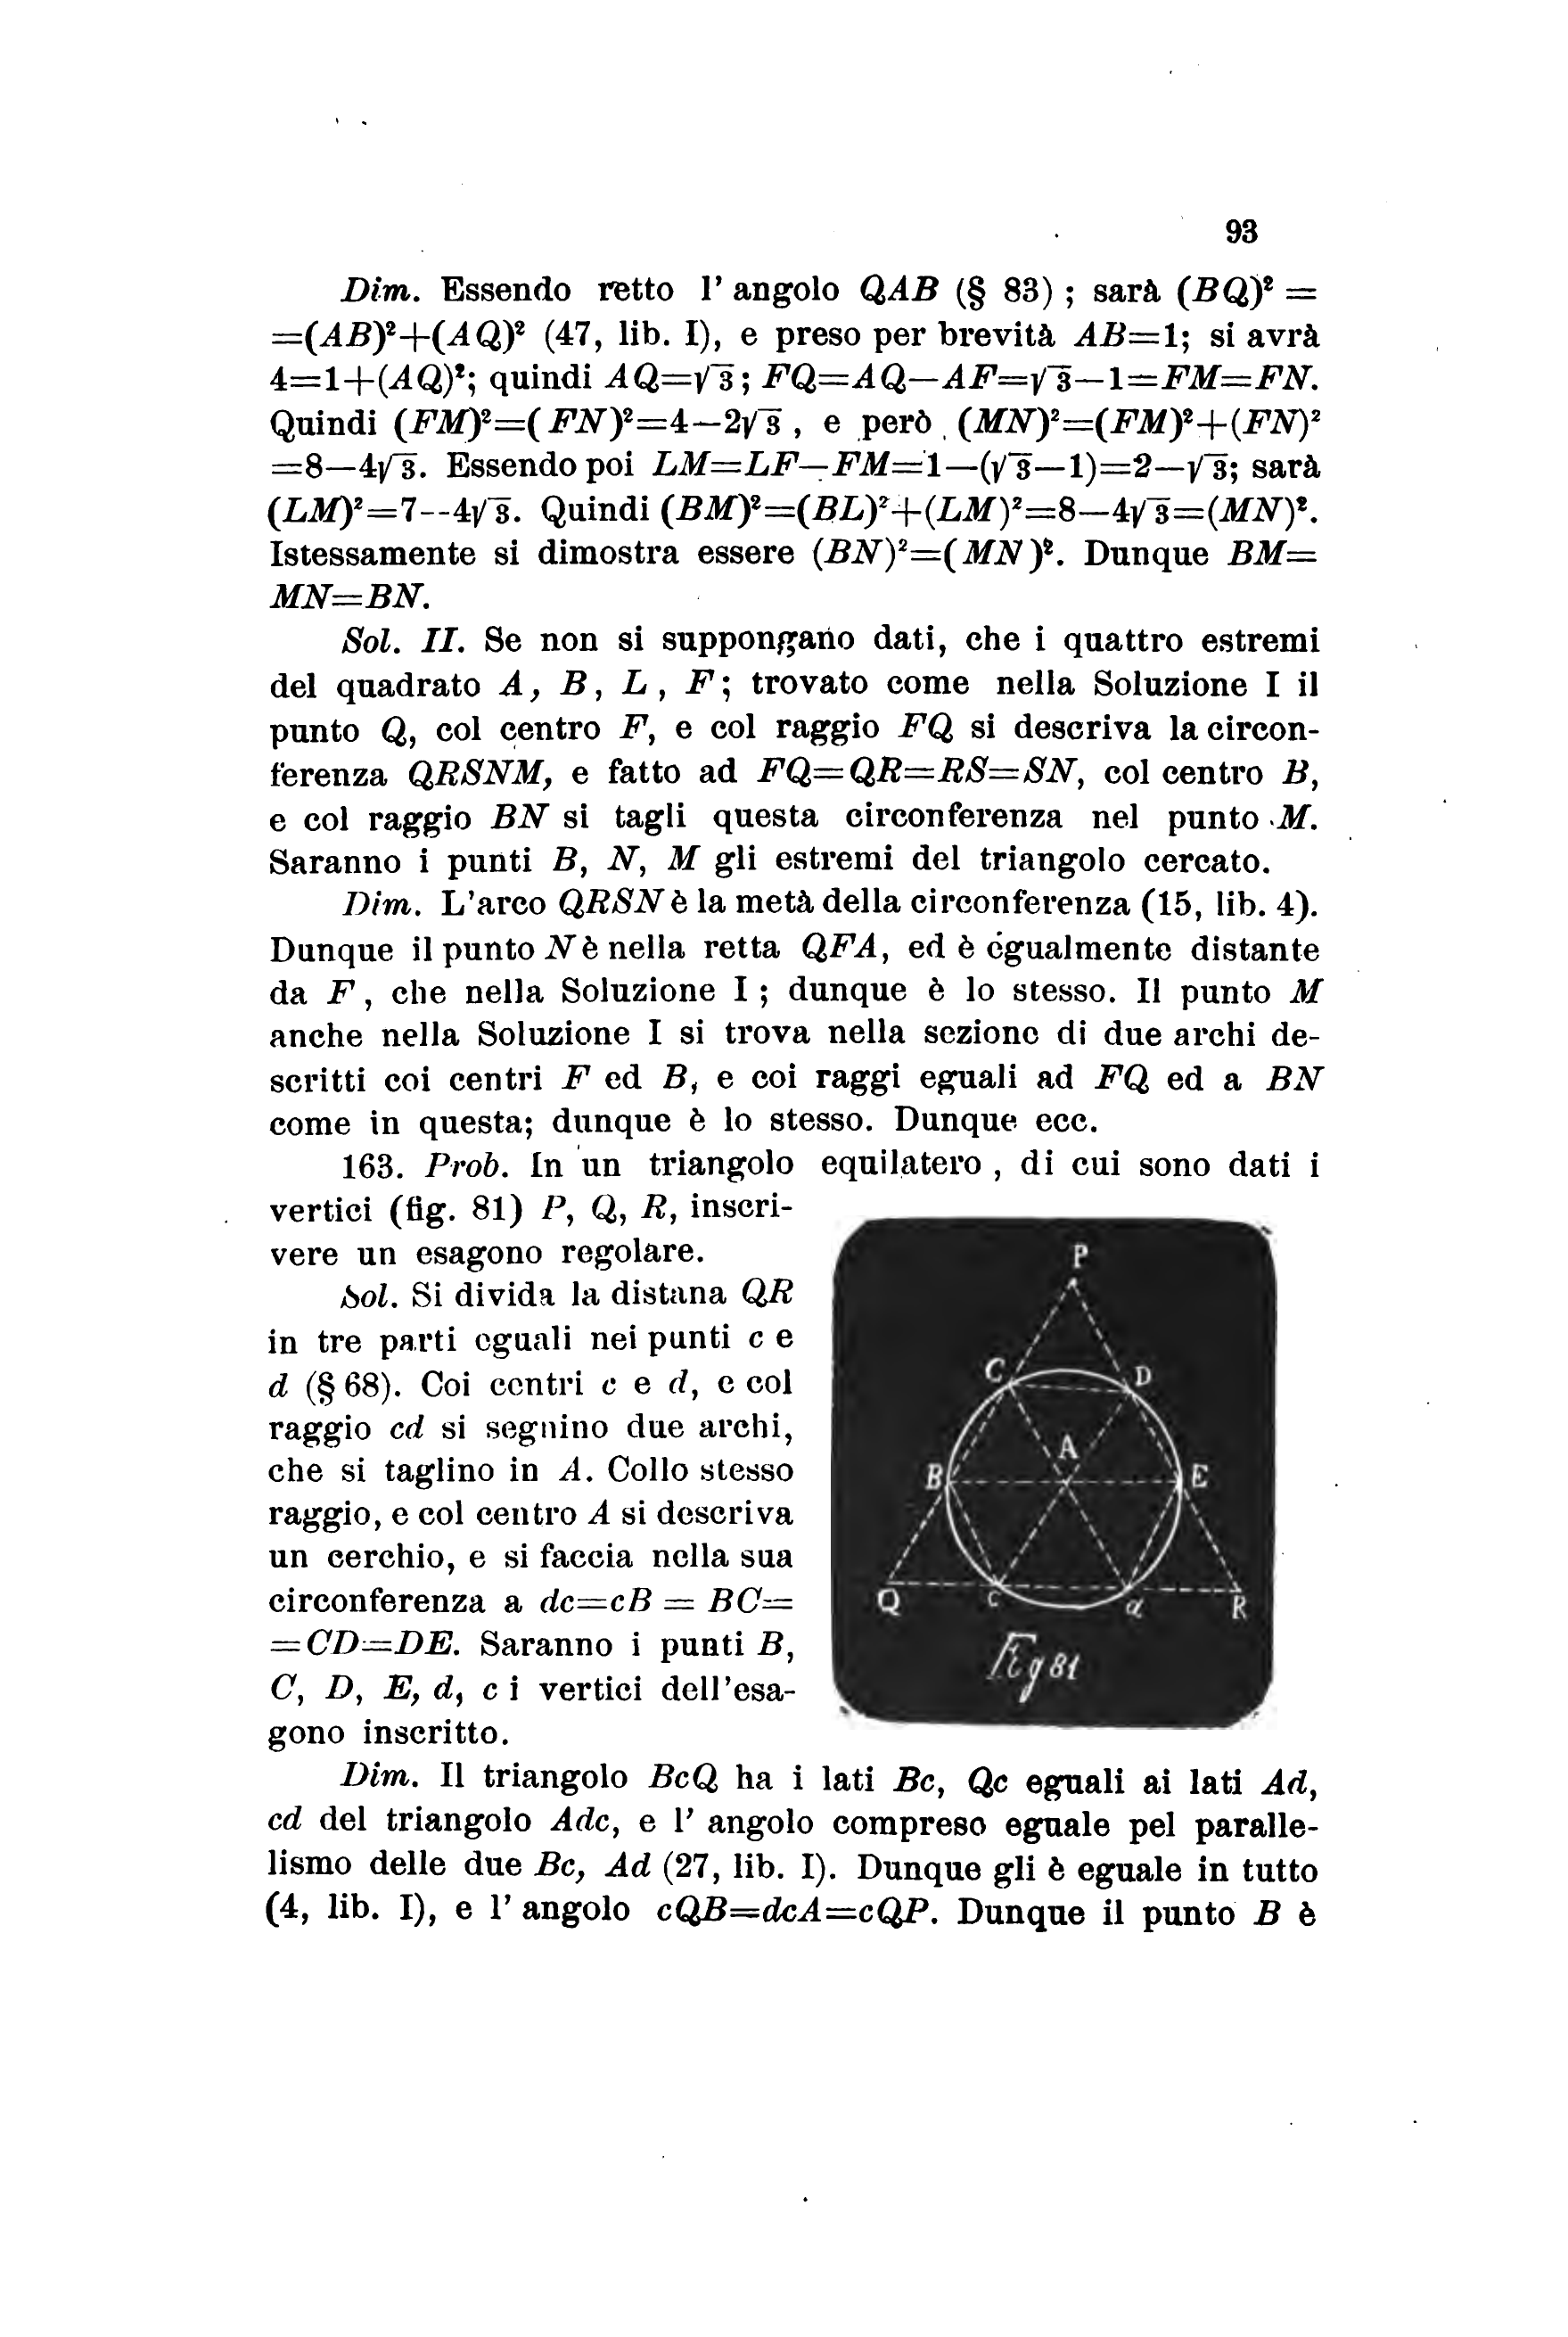 93
Dim. Essendo retto l' angolo QAB (§ 83) ; sarà (BQ)² =
=(AB)²+(AQ)² (47, lib. I), e preso per brevità AB=1; si avrà
4=1+(AQ)²; quindi AQ=√3; FQ=AQ—AF=√3—1=FM=FN.
Quindi (FM)²=( FN)²=4—2√3 , e però (MN)²=(FM)²+(FN)²
=8—4√3. Essendo poi LM=LF—FM=1—(√3—1)=2—√3; sarà
(LM)²=7--4√3. Quindi (BM)²=(BL)²+(LM)²=8—4√3=(MN)².
Istessamente si dimostra essere (BN)²=( MN )². Dunque BM=
MN=BN.
Sol. II. Se non si suppongano dati, che i quattro estremi
del quadrato A, B, L, F; trovato come nella Soluzione I il
punto Q, col centro F, e col raggio FQ si descriva la circon-
ferenza QRSNM, e fatto ad FQ=QR=RS=SN, col centro B,
e col raggio BN si tagli questa circonferenza nel punto M.
Saranno i punti B, N, M gli estremi del triangolo cercato.
Dim. L'arco QRSN è la metà della circonferenza (15, lib. 4).
Dunque il punto N è nella retta QFA, ed è egualmente distante
da F, che nella Soluzione I; dunque è lo stesso. Il punto M
anche nella Soluzione I si trova nella sezione di due archi de-
scritti coi centri F ed B, e coi raggi eguali ad FQ ed a BN
come in questa; dunque è lo stesso. Dunque ecc.
163. Prob. In un triangolo equilatero , di cui sono dati i
vertici (fig. 81) P, Q, R, inscri-
vere un esagono regolare.
Sol. Si divida la distana QR
in tre parti eguali nei punti c e
d (§ 68). Coi centri c e d, e col
raggio cd si segnino due archi,
che si taglino in A. Collo stesso
raggio, e col centro A si descriva
un cerchio, e si faccia nella sua
circonferenza a dc=cB = BC=
=CD=DE. Saranno i punti B,
C, D, E, d, c i vertici dell'esa-
gono inscritto.
P
C
D
A
B
E
Q
c
d
R
Fig 81
Dim. Il triangolo BcQ ha i lati Bc, Qc eguali ai lati Ad,
cd del triangolo Adc, e l' angolo compreso eguale pel paralle-
lismo delle due Bc, Ad (27, lib. I). Dunque gli è eguale in tutto
(4, lib. I), e l' angolo cQB=dcA=cQP. Dunque il punto B è